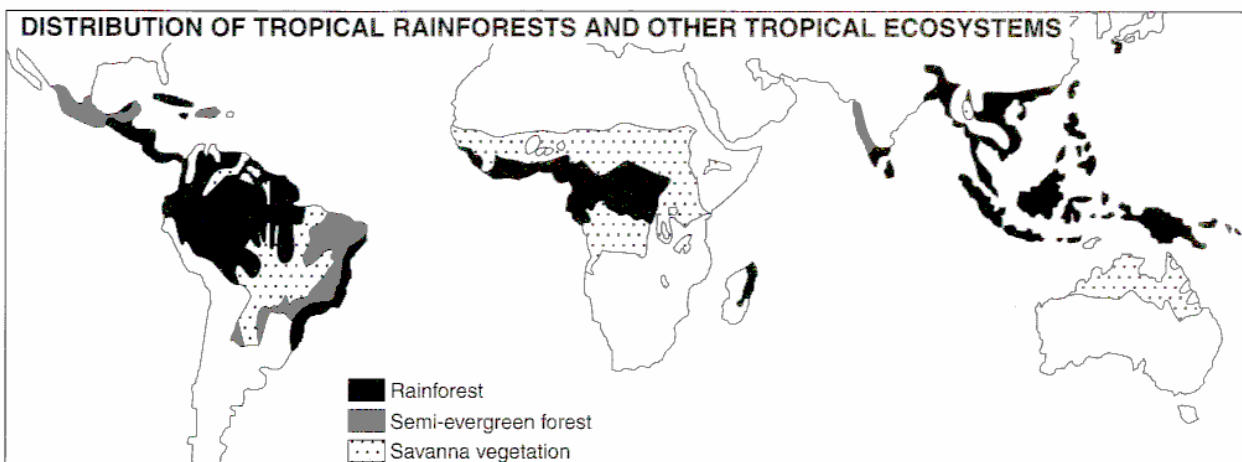 DISTRIBUTION OF TROPICAL RAINFORESTS AND OTHER TROPICAL ECOSYSTEMS
Rainforest
Semi-evergreen forest
Savanna vegetation